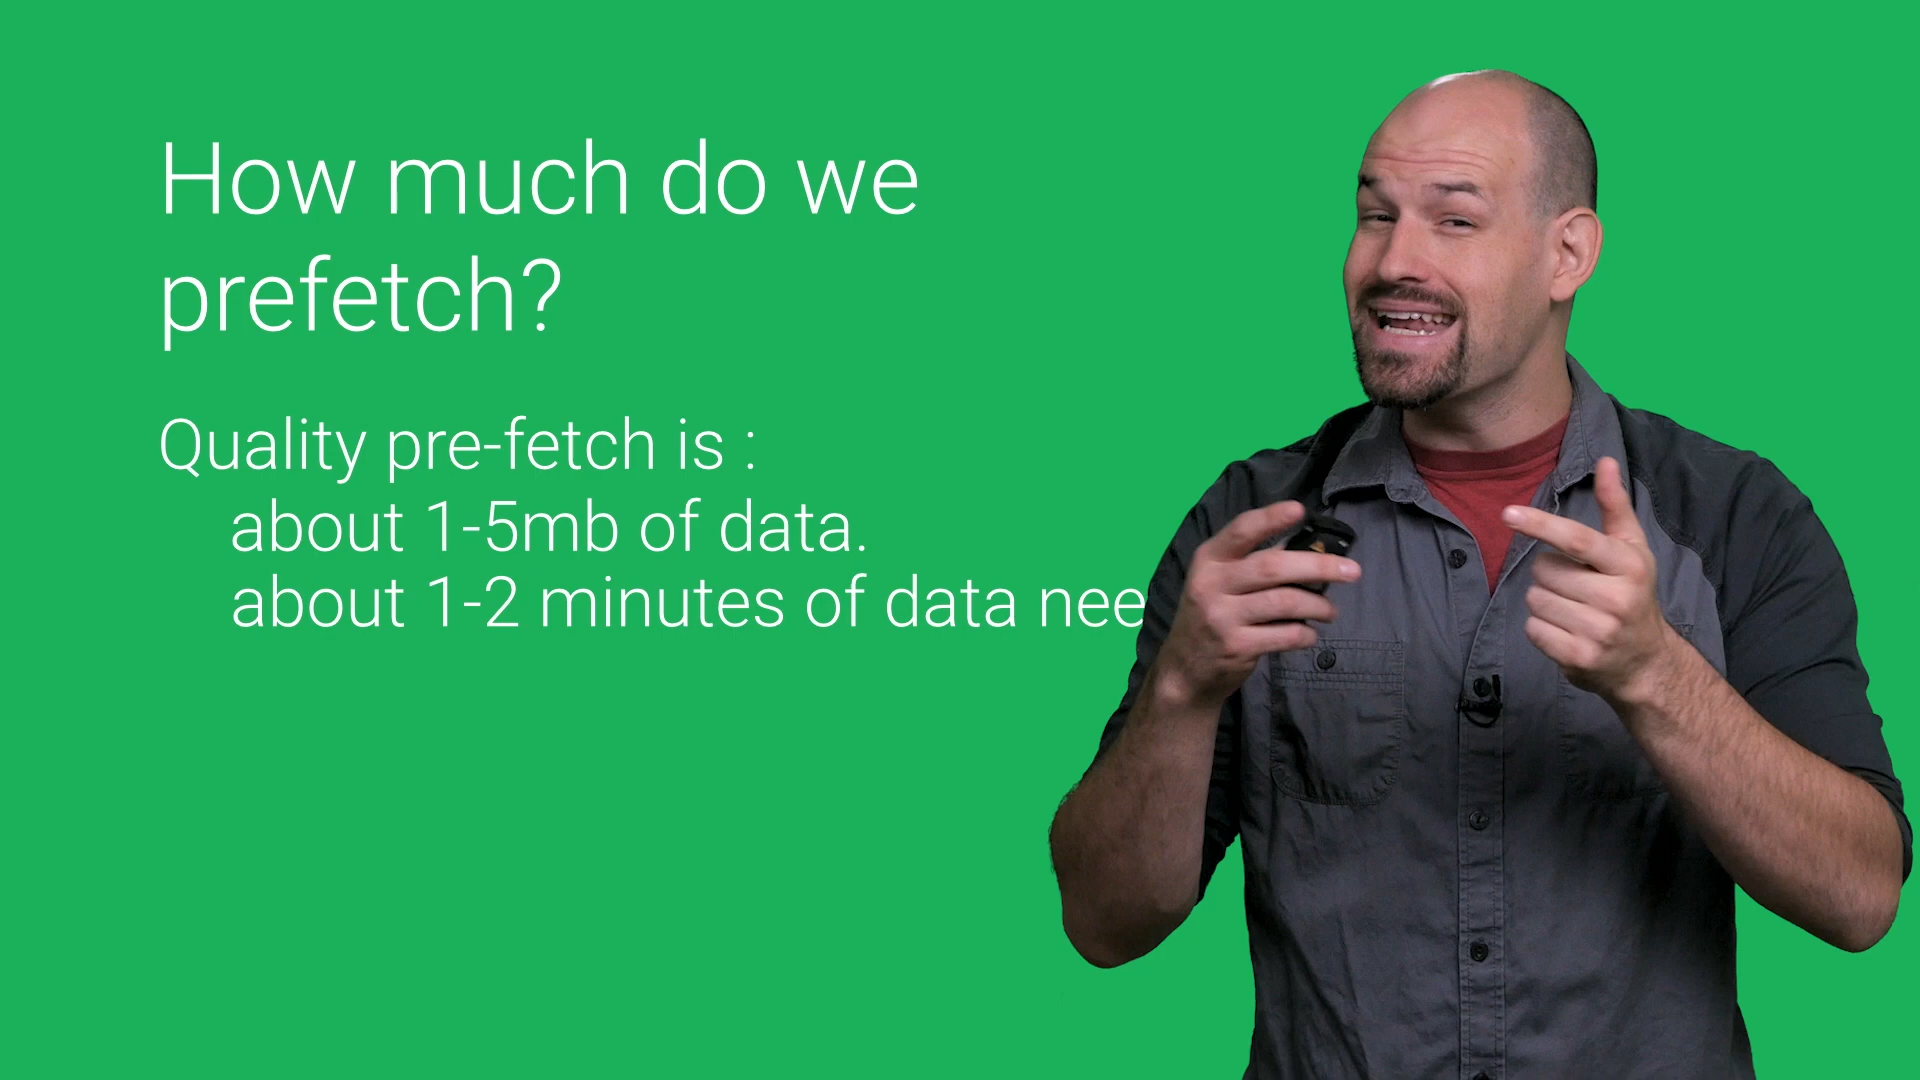 How much do we
prefetch?
Quality pre-fetch is :
about 1-5mb of data.
about 1-2 minutes of data